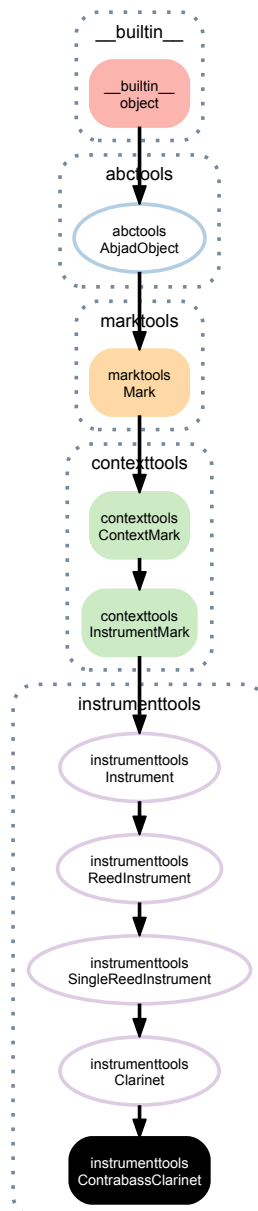 __builtin__
__builtin__
object
abctools
abctools
AbjadObject
marktools
marktools
Mark
contexttools
contexttools
ContextMark
contexttools
InstrumentMark
instrumenttools
instrumenttools
Instrument
instrumenttools
ReedInstrument
instrumenttools
SingleReedInstrument
instrumenttools
Clarinet
instrumenttools
ContrabassClarinet